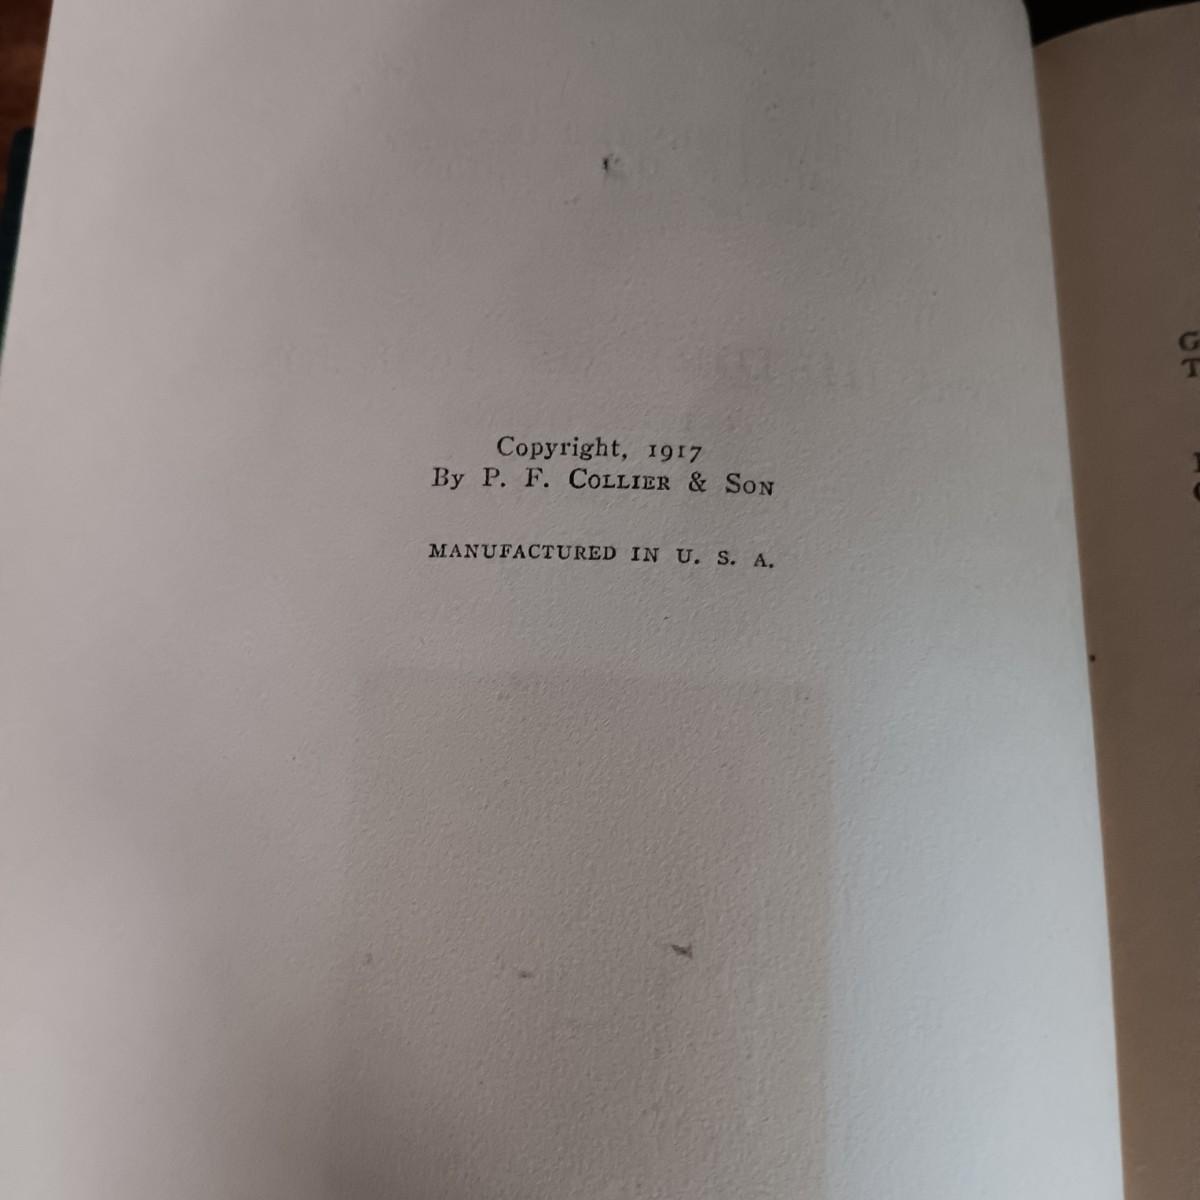 Copyright, 1917
By P. F. COLLIER & SON
MANUFACTURED IN U. S. A.
G
T